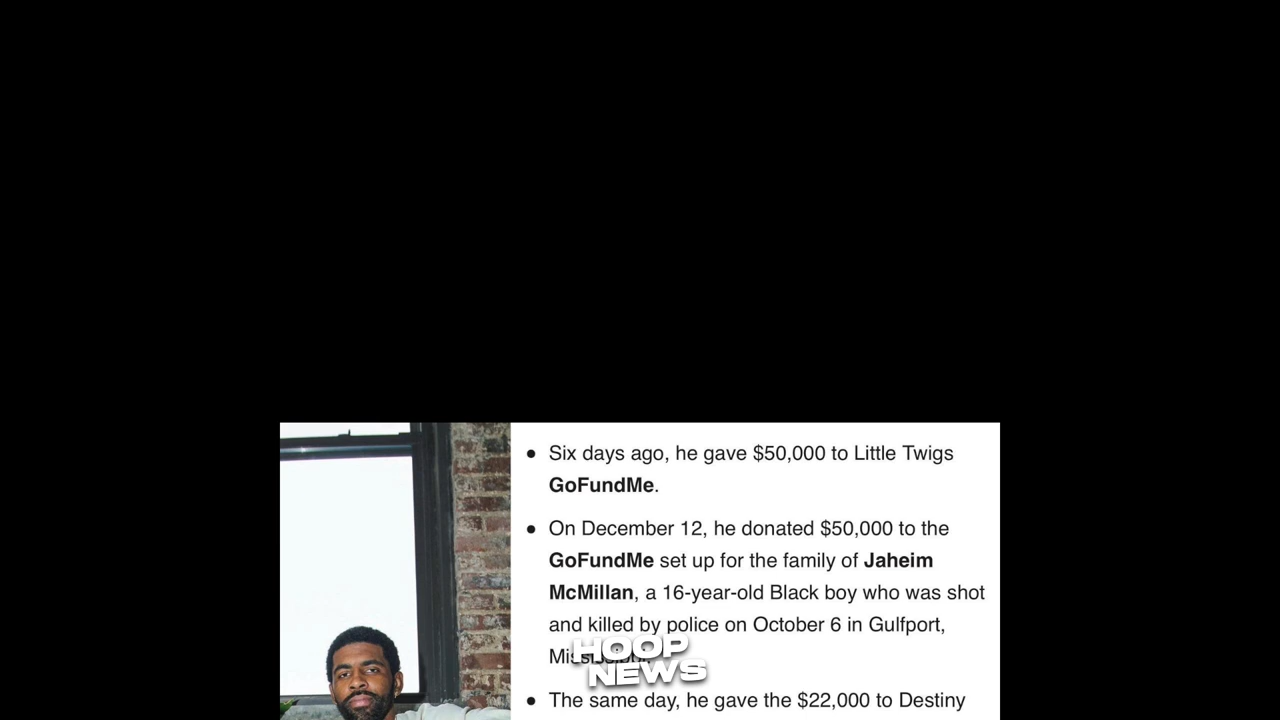 ● Six days ago, he gave $50,000 to Little Twigs
GoFundMe.
● On December 12, he donated $50,000 to the
GoFundMe set up for the family of Jaheim
McMillan, a 16-year-old Black boy who was shot
and killed by police on October 6 in Gulfport,
Mississippi.
HOOP
NEWS
● The same day, he gave the $22,000 to Destiny